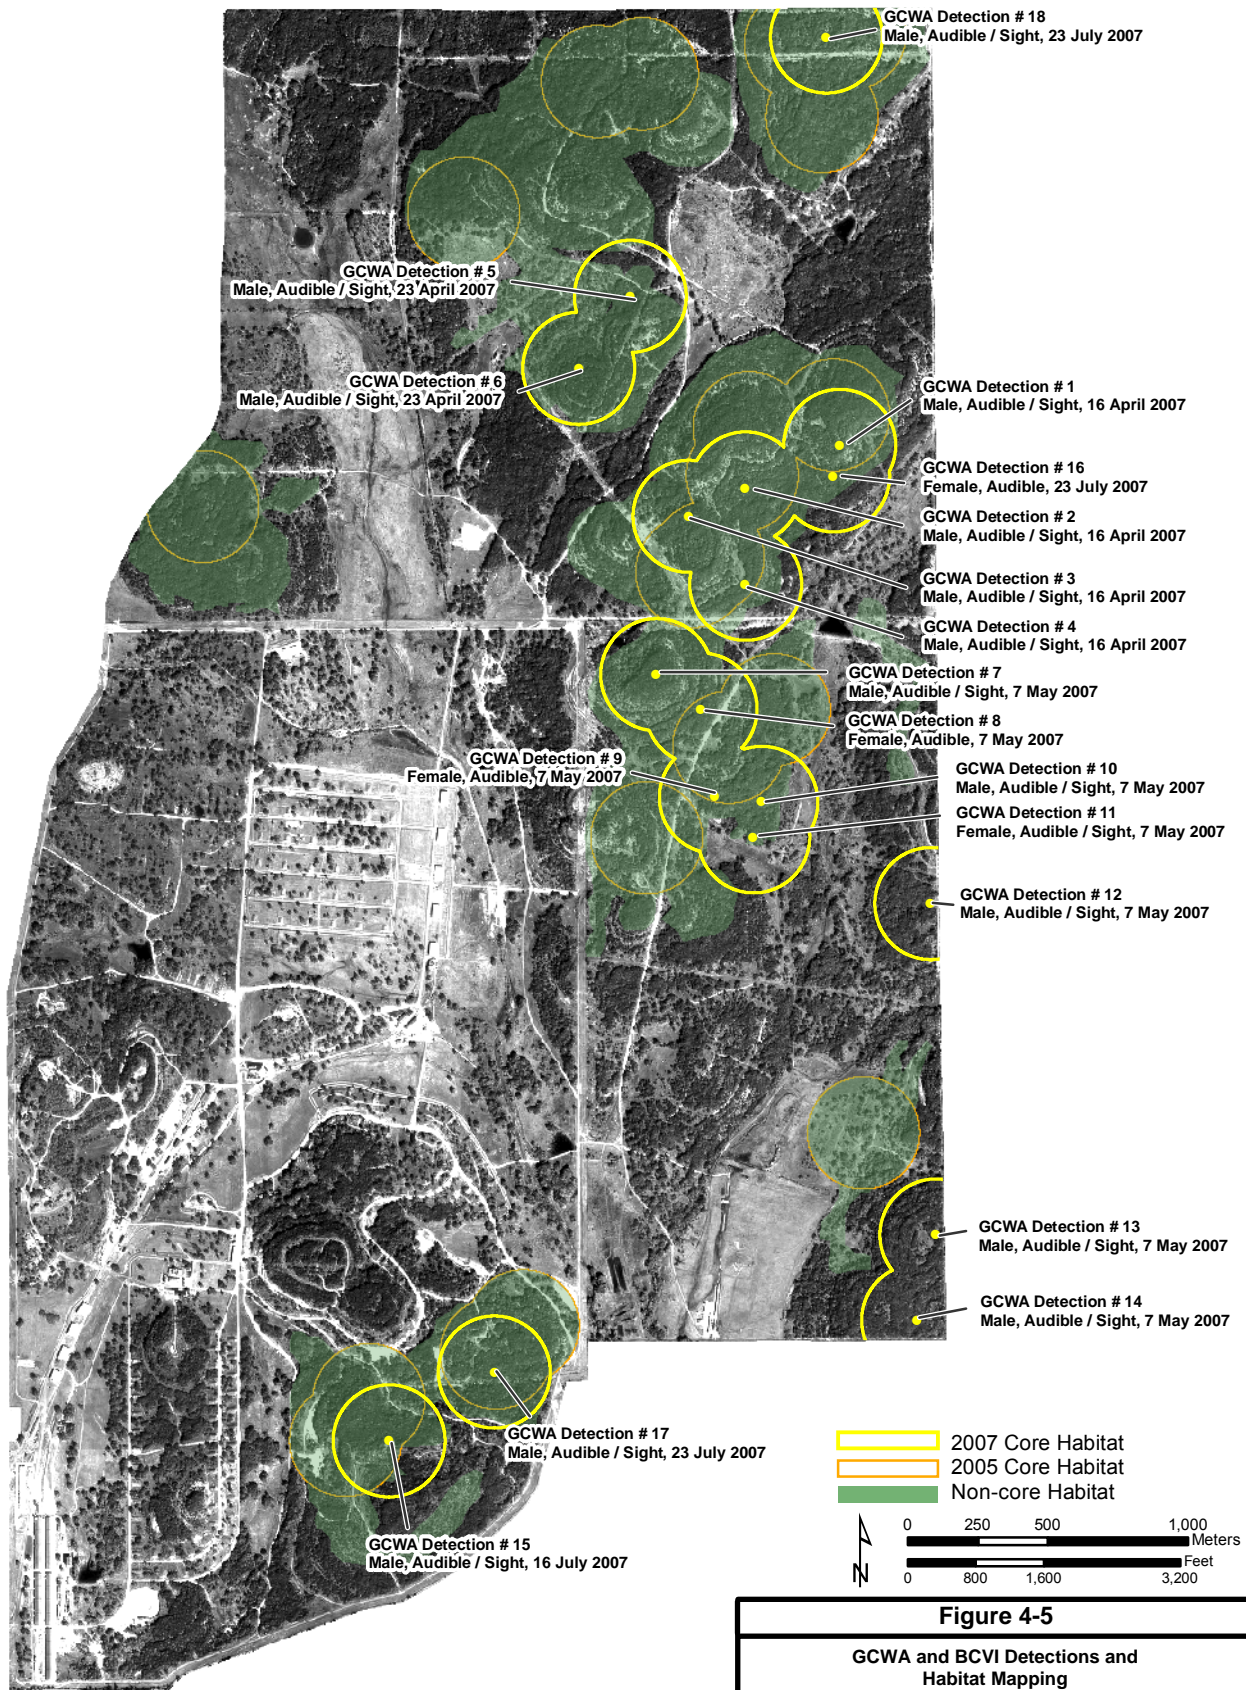 GCWA Detection # 18
Male, Audible / Sight, 23 July 2007
GCWA Detection # 5
Male, Audible / Sight, 23 April 2007
GCWA Detection # 6
Male, Audible / Sight, 23 April 2007
GCWA Detection # 1
Male, Audible / Sight, 16 April 2007
GCWA Detection # 16
Female, Audible, 23 July 2007
GCWA Detection # 2
Male, Audible / Sight, 16 April 2007
GCWA Detection # 3
Male, Audible / Sight, 16 April 2007
GCWA Detection # 4
Male, Audible / Sight, 16 April 2007
GCWA Detection # 7
Male, Audible / Sight, 7 May 2007
GCWA Detection # 8
Female, Audible, 7 May 2007
GCWA Detection # 9
Female, Audible, 7 May 2007
GCWA Detection # 10
Male, Audible / Sight, 7 May 2007
GCWA Detection # 11
Female, Audible / Sight, 7 May 2007
GCWA Detection # 12
Male, Audible / Sight, 7 May 2007
GCWA Detection # 13
Male, Audible / Sight, 7 May 2007
GCWA Detection # 14
Male, Audible / Sight, 7 May 2007
GCWA Detection # 17
Male, Audible / Sight, 23 July 2007
GCWA Detection # 15
Male, Audible / Sight, 16 July 2007
2007 Core Habitat
2005 Core Habitat
Non-core Habitat
0 250 500 1,000
Meters
Feet
0 800 1,600 3,200
N
Figure 4-5
GCWA and BCVI Detections and
Habitat Mapping